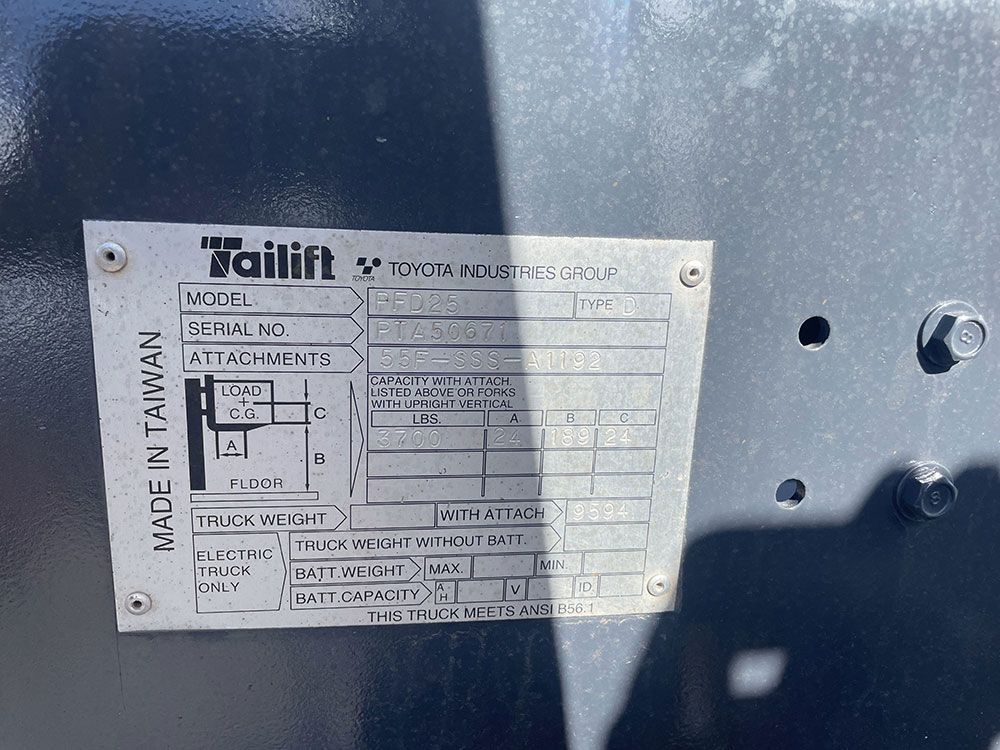 Tailift TOYOTA TOYOTA INDUSTRIES GROUP
MODEL PFD25 TYPE D
SERIAL NO. PTA50671
ATTACHMENTS 55F-SSS-A1192
LOAD
+
C.G.
C
A
B
FLDOR
CAPACITY WITH ATTACH.
LISTED ABOVE OR FORKS
WITH UPRIGHT VERTICAL
LBS. A B C
3700 24 189 24
TRUCK WEIGHT WITH ATTACH 9594
ELECTRIC
TRUCK
ONLY
TRUCK WEIGHT WITHOUT BATT.
BATT.WEIGHT MAX. MIN.
BATT.CAPACITY A H V ID.
THIS TRUCK MEETS ANSI B56.1
MADE IN TAIWAN
8
8